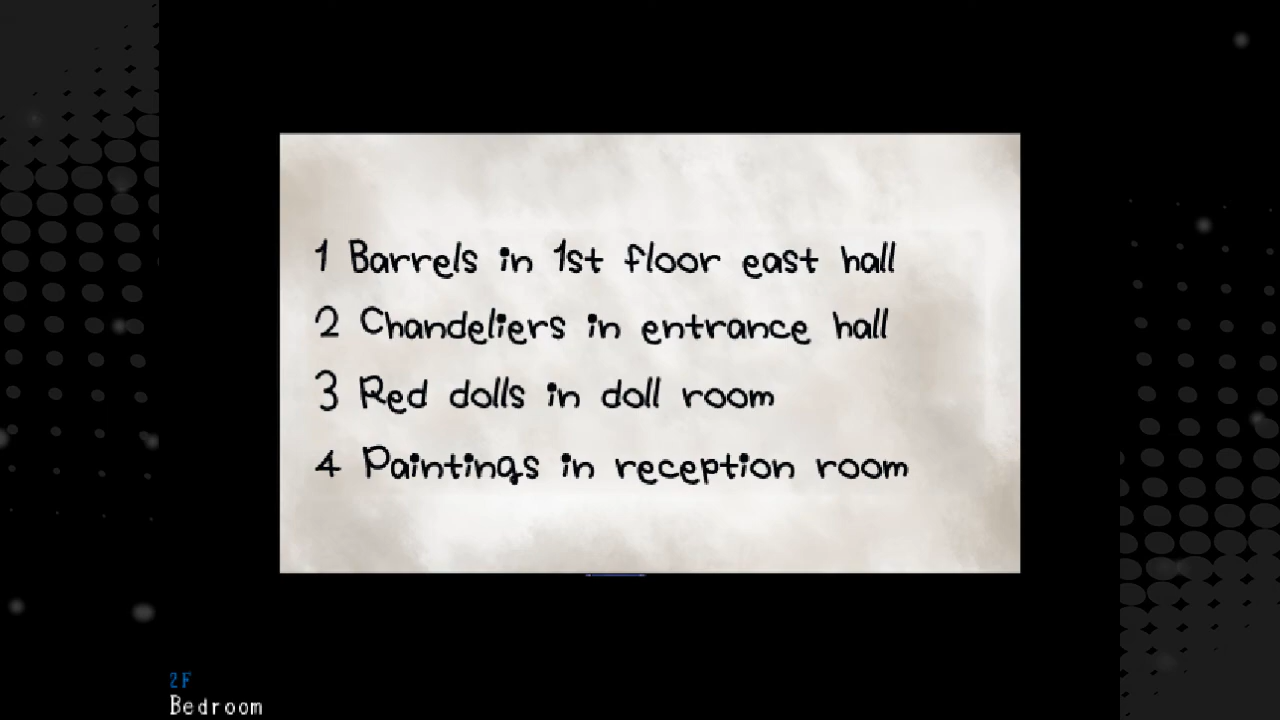 1 Barrels in 1st floor east hall
2 Chandeliers in entrance hall
3 Red dolls in doll room
4 Paintings in reception room
2F
Bedroom